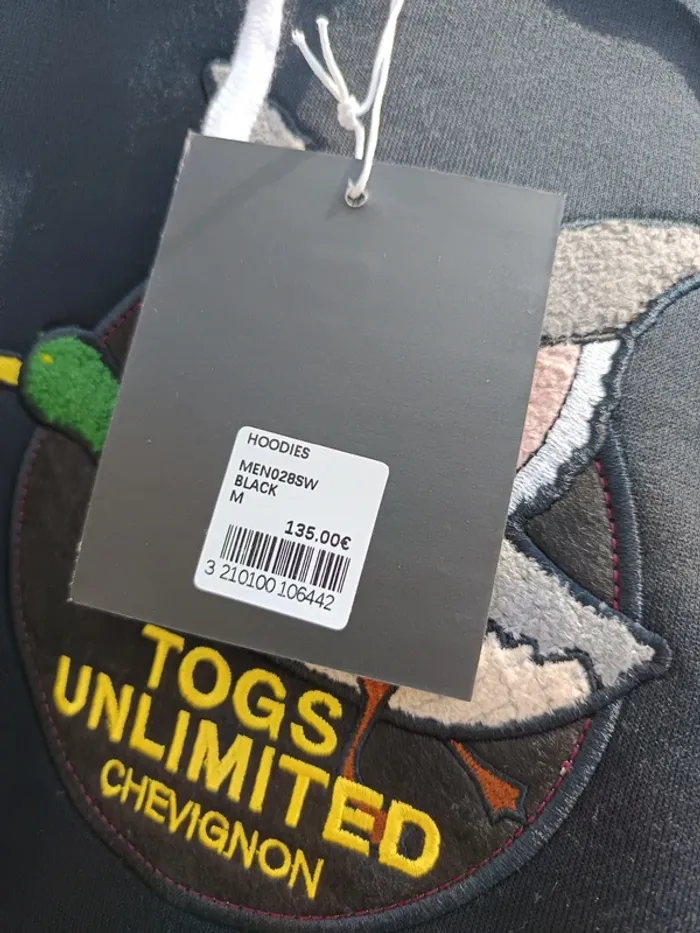 HOODIES
MEN028SW
BLACK
M
135.00€
3 210100 106442
TOGS
UNLIMITED
CHEVIGNON